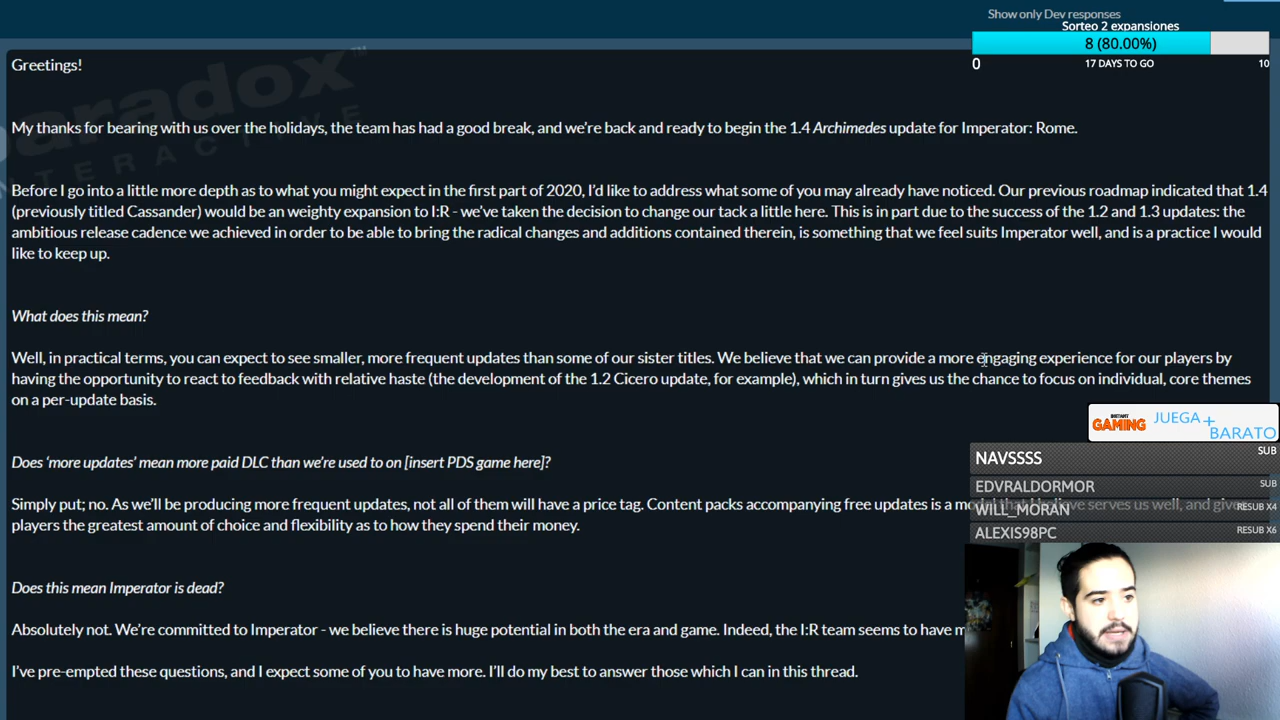 Show only Dev responses
Sorteo 2 expansiones
8 (80.00%)
0 17 DAYS TO GO 10
paradox
INTERACTIVE
Greetings!
My thanks for bearing with us over the holidays, the team has had a good break, and we're back and ready to begin the 1.4 Archimedes update for Imperator: Rome.
Before I go into a little more depth as to what you might expect in the first part of 2020, I'd like to address what some of you may already have noticed. Our previous roadmap indicated that 1.4
(previously titled Cassander) would be an weighty expansion to I:R - we've taken the decision to change our tack a little here. This is in part due to the success of the 1.2 and 1.3 updates: the
ambitious release cadence we achieved in order to be able to bring the radical changes and additions contained therein, is something that we feel suits Imperator well, and is a practice I would
like to keep up.
What does this mean?
Well, in practical terms, you can expect to see smaller, more frequent updates than some of our sister titles. We believe that we can provide a more engaging experience for our players by
having the opportunity to react to feedback with relative haste (the development of the 1.2 Cicero update, for example), which in turn gives us the chance to focus on individual, core themes
on a per-update basis.
INSTANT GAMING JUEGA + BARATO
Does 'more updates' mean more paid DLC than we're used to on [insert PDS game here]?
NAVSSSS SUB
EDVRALDORMOR SUB
WILL_MORAN RESUB X4
ALEXIS98PC RESUB X6
Simply put; no. As we'll be producing more frequent updates, not all of them will have a price tag. Content packs accompanying free updates is a serves us well, and
players the greatest amount of choice and flexibility as to how they spend their money.
Does this mean Imperator is dead?
Absolutely not. We're committed to Imperator - we believe there is huge potential in both the era and game. Indeed, the I:R team seems to have
I've pre-empted these questions, and I expect some of you to have more. I'll do my best to answer those which I can in this thread.